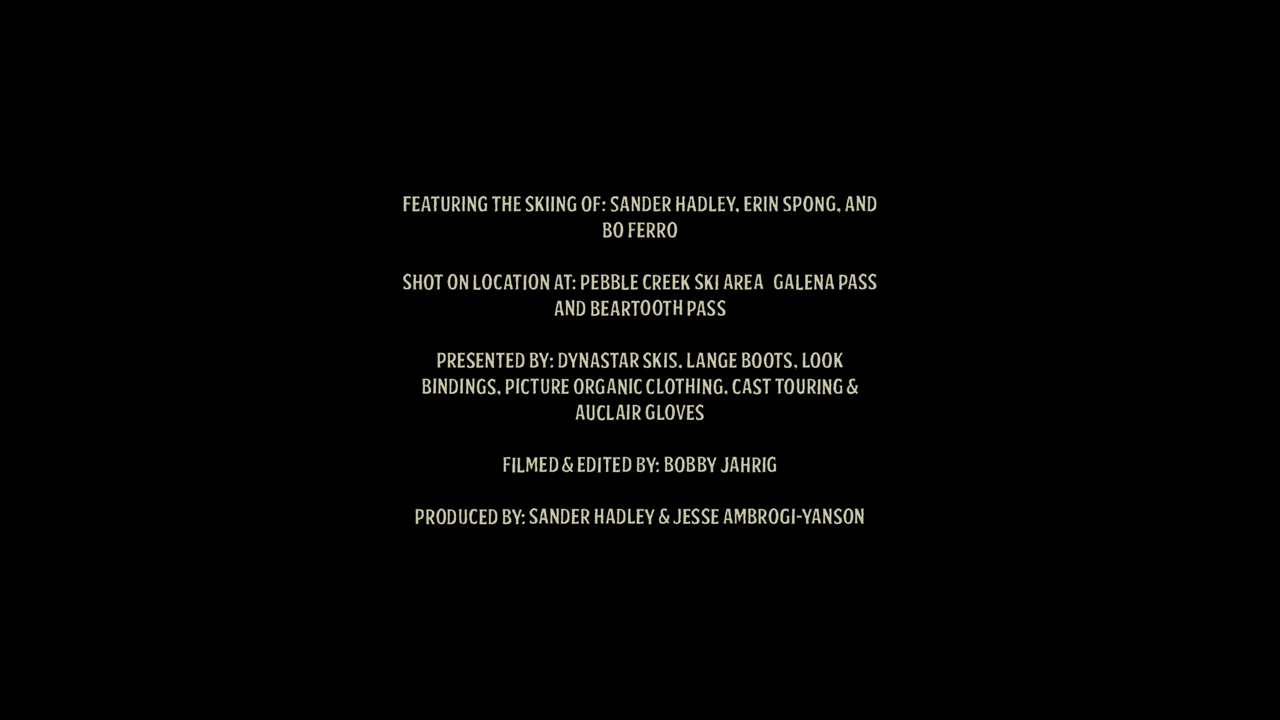 FEATURING THE SKIING OF: SANDER HADLEY, ERIN SPONG, AND
BO FERRO
SHOT ON LOCATION AT: PEBBLE CREEK SKI AREA  GALENA PASS
AND BEARTOOTH PASS
PRESENTED BY: DYNASTAR SKIS, LANGE BOOTS, LOOK
BINDINGS, PICTURE ORGANIC CLOTHING, CAST TOURING &
AUCLAIR GLOVES
FILMED & EDITED BY: BOBBY JAHRIG
PRODUCED BY: SANDER HADLEY & JESSE AMBROGI-YANSON